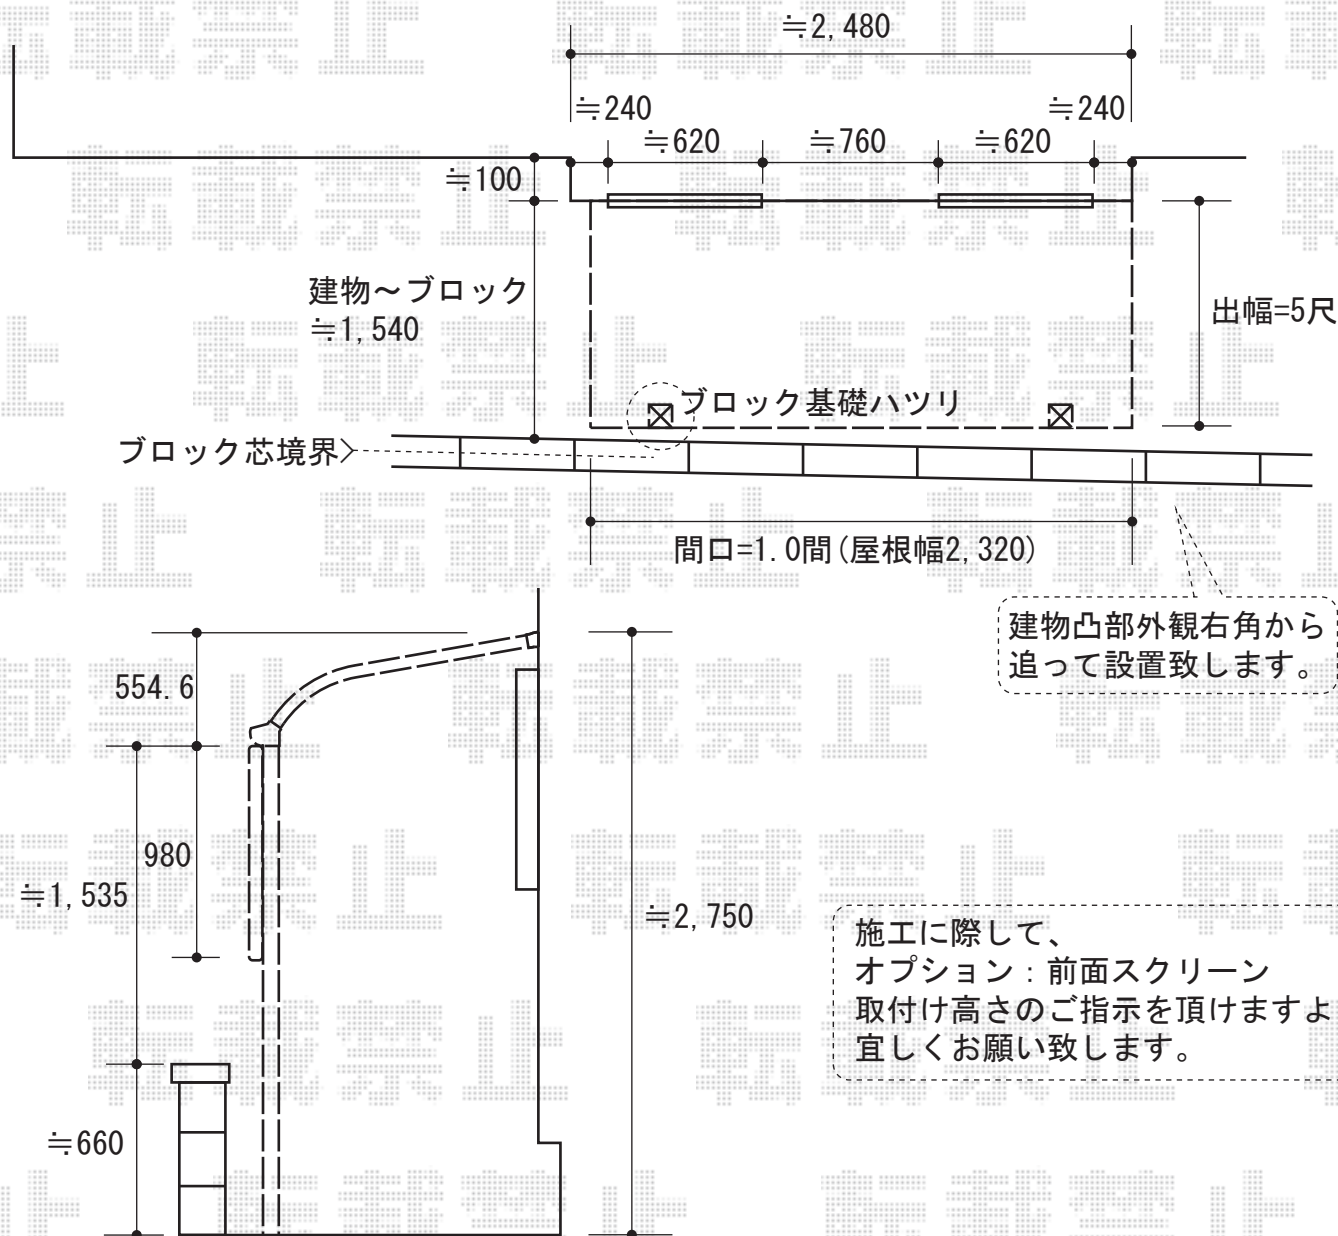 ≒2,480
≒240
≒240
≒620
≒760
≒620
≒100
建物～ブロック
≒1,540
出幅=5尺
ブロック基礎ハツリ
ブロック芯境界
間口=1.0間(屋根幅2,320)
建物凸部外観右角から
追って設置致します。
554.6
980
≒1,535
≒2,750
≒660
施工に際して、
オプション：前面スクリーン
取付け高さのご指示を頂けますよ
宜しくお願い致します。
転載禁止